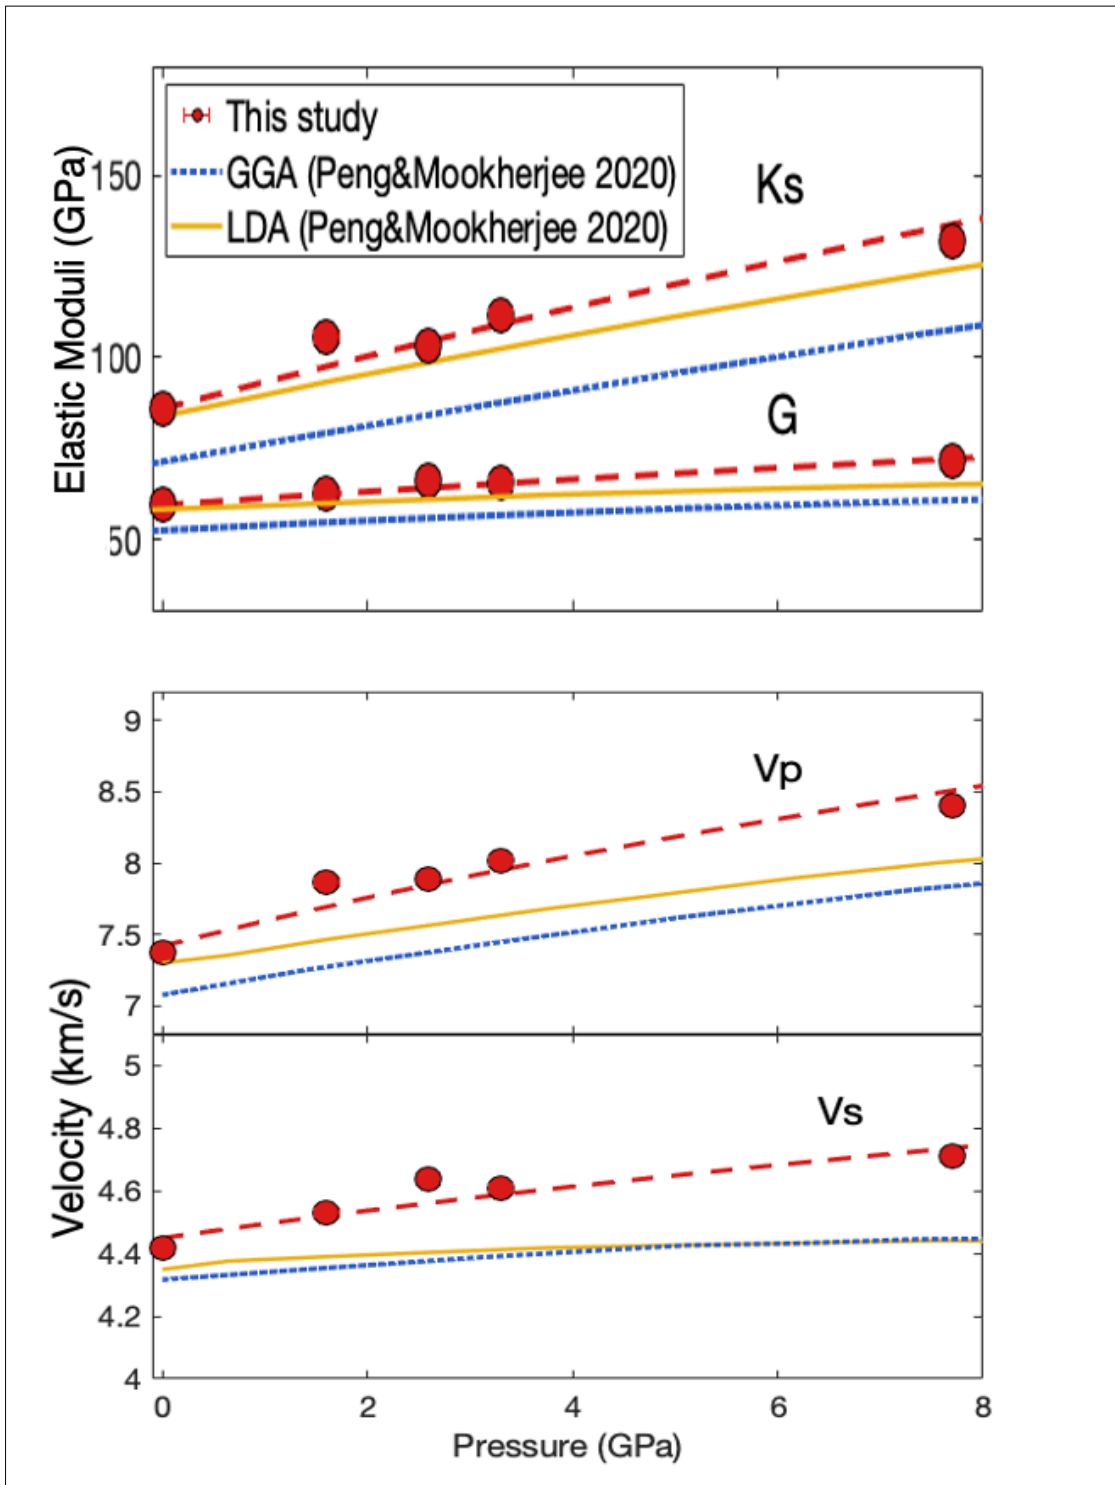 This study
GGA (Peng&Mookherjee 2020)
LDA (Peng&Mookherjee 2020)
Elastic Moduli (GPa)
150
100
50
Ks
G
9
8.5
8
7.5
7
Vp
Velocity (km/s)
5
4.8
4.6
4.4
4.2
4
Vs
0 2 4 6 8
Pressure (GPa)